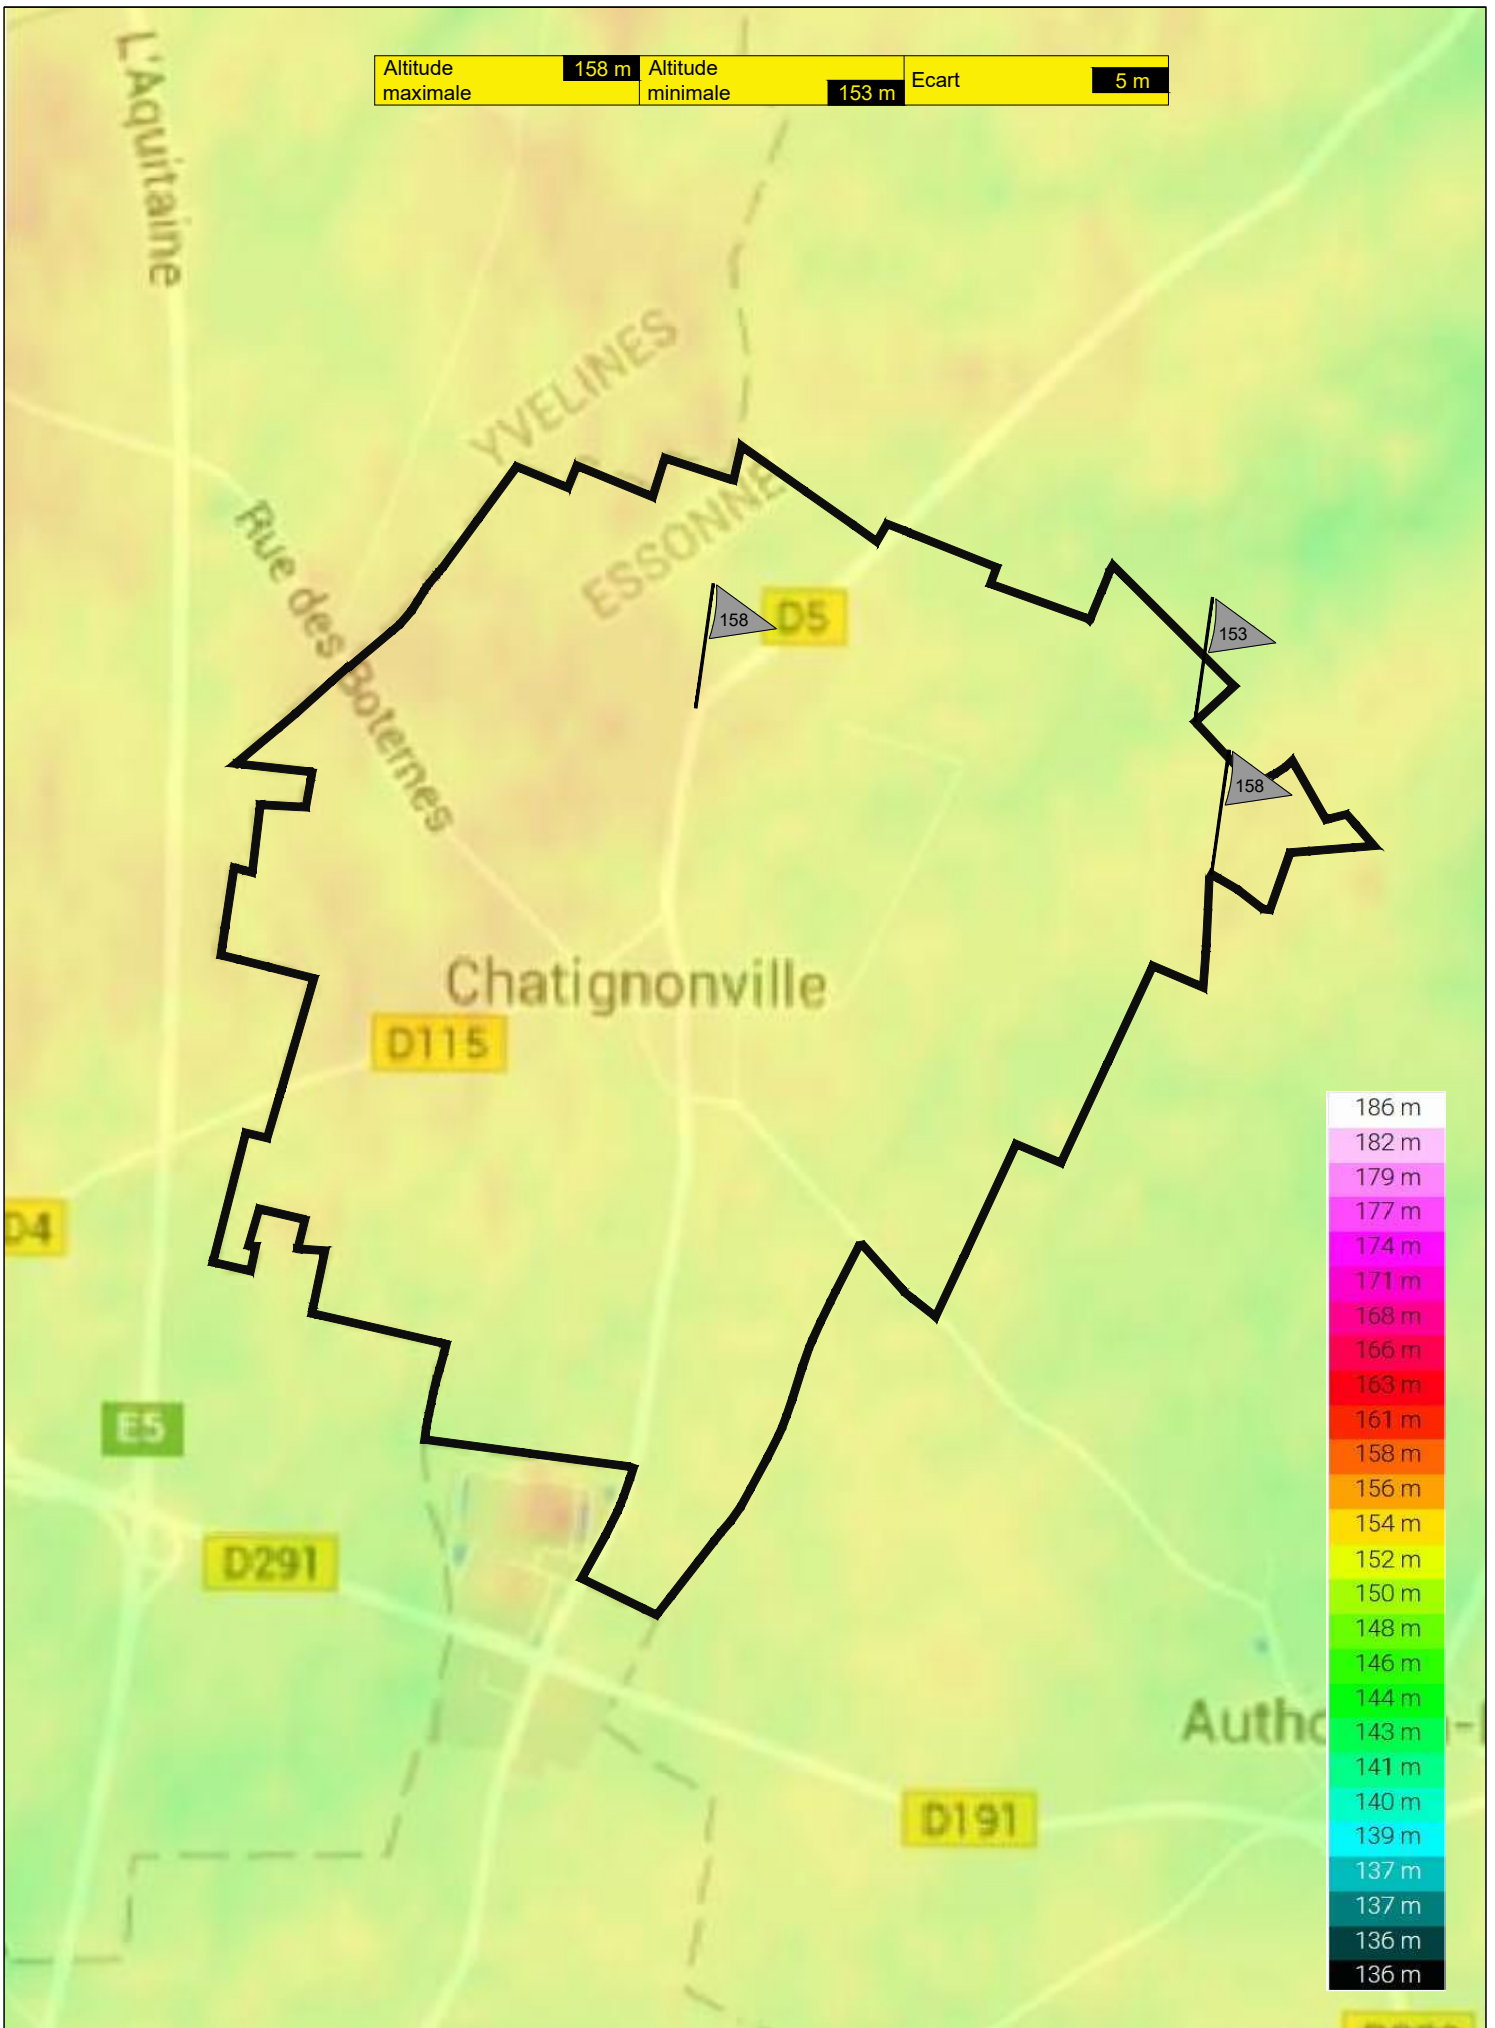 L'Aquitaine
Altitude maximale 158 m
Altitude minimale 153 m
Ecart 5 m
YVELINES
ESSONNE
Rue des Boternes
158
D5
153
158
Chatignonville
D115
D4
E5
D291
D191
186 m
182 m
179 m
177 m
174 m
171 m
168 m
166 m
163 m
161 m
158 m
156 m
154 m
152 m
150 m
148 m
146 m
144 m
143 m
141 m
140 m
139 m
137 m
137 m
136 m
136 m